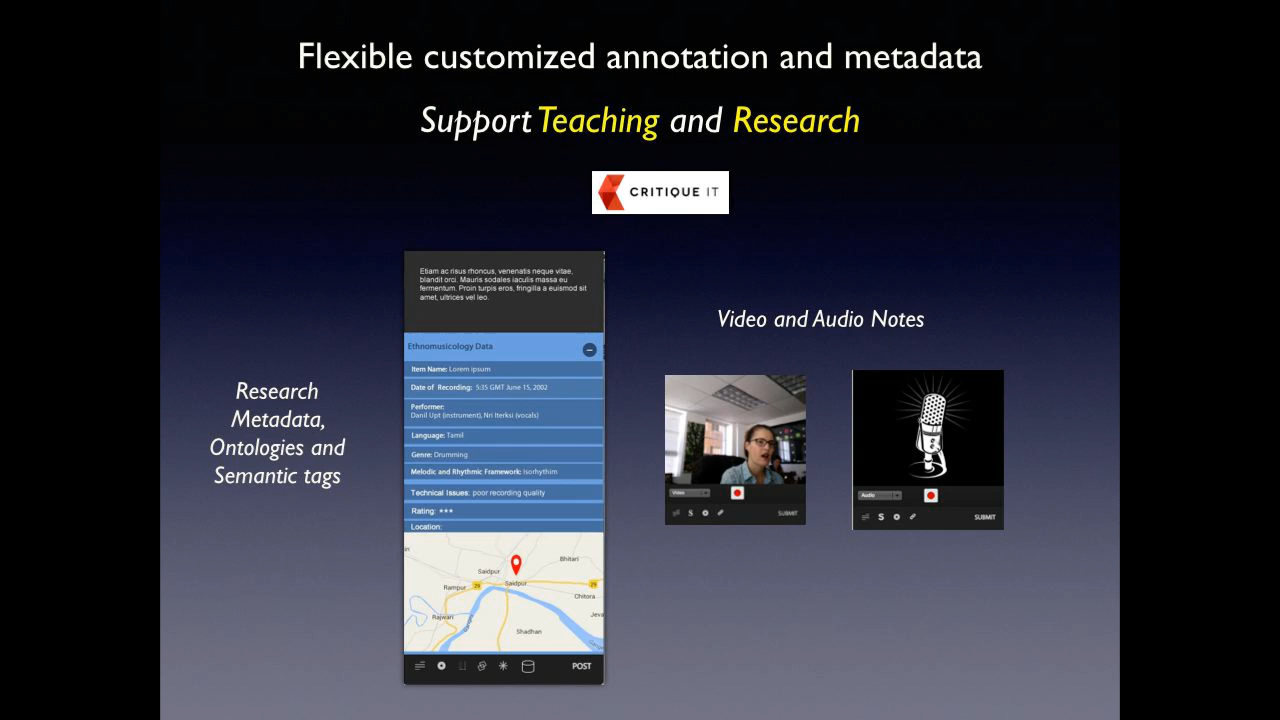 Flexible customized annotation and metadata
Support Teaching and Research
CRITIQUE IT
Etiam ac risus rhoncus, venenatis neque vitae,
blandit orci. Mauris sodales iaculis massa eu
fermentum. Proin turpis eros, fringilla a euismod sit
amet, ultrices vel leo.
Ethnomusicology Data
Item Name: Lorem ipsum
Date of Recording: 5:35 GMT June 15, 2002
Performer:
Danil Upt (instrument), Nri Iterksi (vocals)
Language: Tamil
Genre: Drumming
Melodic and Rhythmic Framework: Isorhythim
Technical Issues: poor recording quality
Rating: ***
Location:
Bhitari
Saidpur
Saidpur
Rampur
29
29
Chitora
Rajwari
Jeva
Ganges
Shadhan
POST
Research
Metadata,
Ontologies and
Semantic tags
Video and Audio Notes
Video
S
SUBMIT
Audio
S
SUBMIT